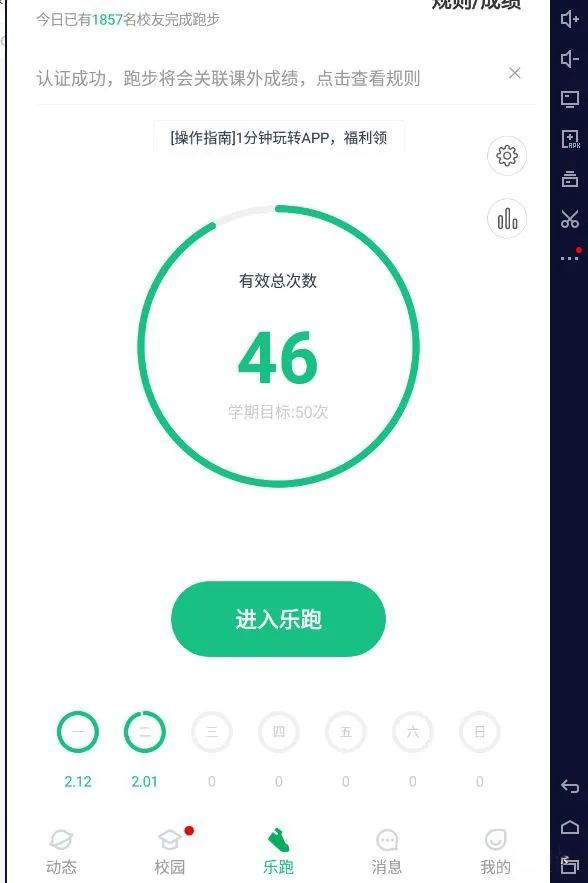 规则/成绩
今日已有1857名校友完成跑步
认证成功，跑步将会关联课外成绩，点击查看规则
[操作指南]1分钟玩转APP，福利领
有效总次数
46
学期目标:50次
进入乐跑
一 二 三 四 五 六 日
2.12 2.01 0 0 0 0 0
动态 校园 乐跑 消息 我的
APK